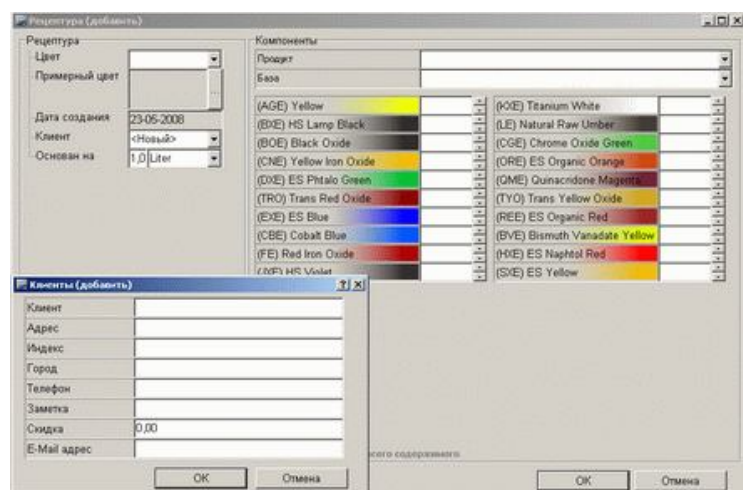 Рецептура (добавить)
Рецептура
Цвет
Примерный цвет
...
Дата создания 23-05-2008
Клиент <Новый>
Основан на 1,0 Liter
Компоненты
Продукт
База
(AGE) Yellow
(BXE) HS Lamp Black
(BOE) Black Oxide
(CNE) Yellow Iron Oxide
(DXE) ES Phtalo Green
(TRO) Trans Red Oxide
(EXE) ES Blue
(CBE) Cobalt Blue
(FE) Red Iron Oxide
(JXE) HS Violet
(KXE) Titanium White
(LE) Natural Raw Umber
(CGE) Chrome Oxide Green
(ORE) ES Organic Orange
(QME) Quinacridone Magenta
(TYO) Trans Yellow Oxide
(REE) ES Organic Red
(BVE) Bismuth Vanadate Yellow
(HXE) ES Naphtol Red
(SXE) ES Yellow
Клиенты (добавить)
Клиент
Адрес
Индекс
Город
Телефон
Заметка
Скидка 0,00
E-Mail адрес
OK Отмена
содержимого
OK Отмена